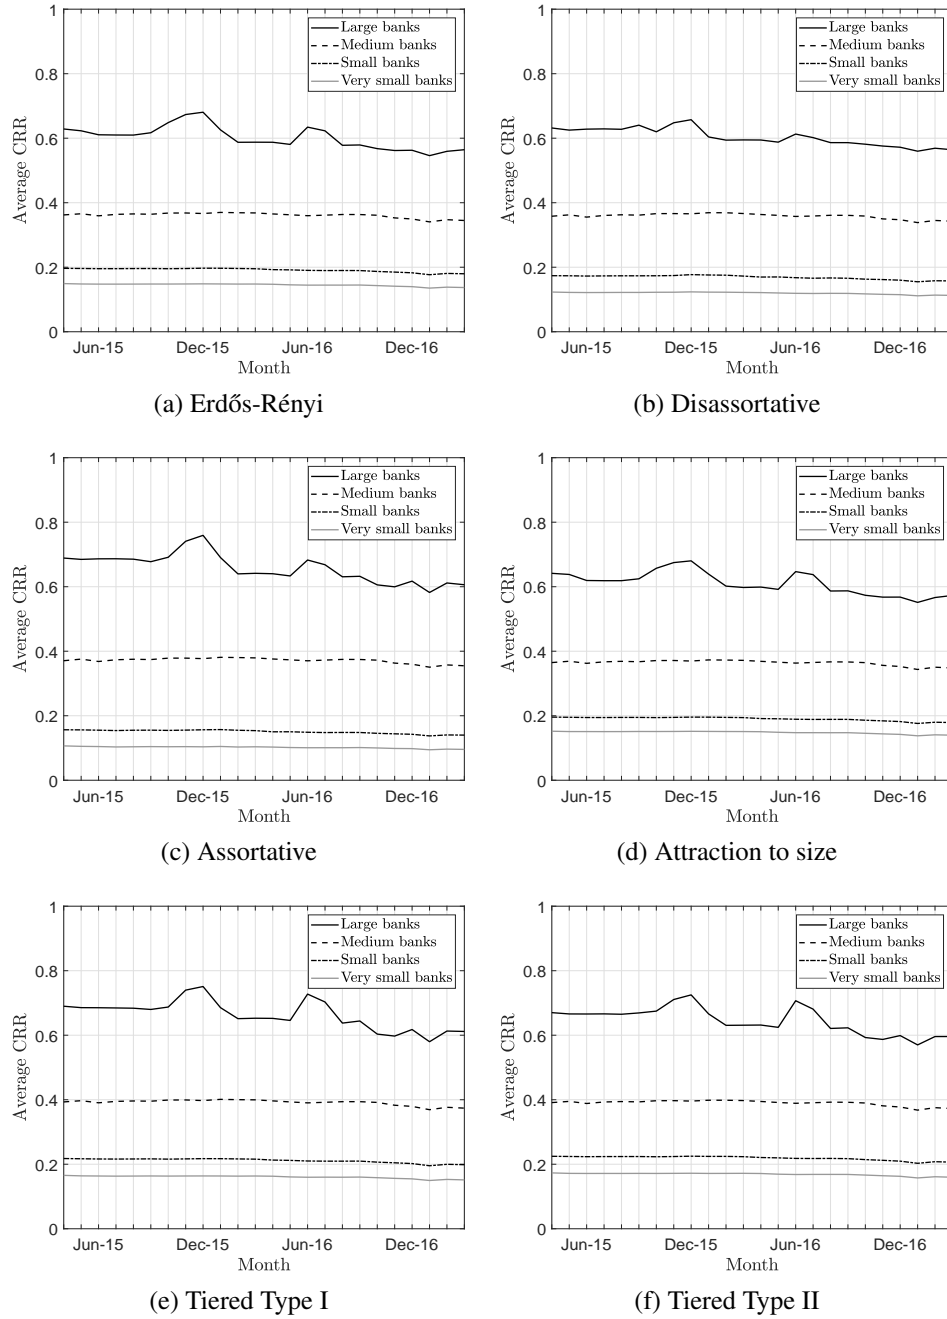 1
0.8
0.6
0.4
0.2
0
Average CRR
Large banks
Medium banks
Small banks
Very small banks
Jun-15 Dec-15 Jun-16 Dec-16
Month
(a) Erdős-Rényi
1
0.8
0.6
0.4
0.2
0
Average CRR
Large banks
Medium banks
Small banks
Very small banks
Jun-15 Dec-15 Jun-16 Dec-16
Month
(b) Disassortative
1
0.8
0.6
0.4
0.2
0
Average CRR
Large banks
Medium banks
Small banks
Very small banks
Jun-15 Dec-15 Jun-16 Dec-16
Month
(c) Assortative
1
0.8
0.6
0.4
0.2
0
Average CRR
Large banks
Medium banks
Small banks
Very small banks
Jun-15 Dec-15 Jun-16 Dec-16
Month
(d) Attraction to size
1
0.8
0.6
0.4
0.2
0
Average CRR
Large banks
Medium banks
Small banks
Very small banks
Jun-15 Dec-15 Jun-16 Dec-16
Month
(e) Tiered Type I
1
0.8
0.6
0.4
0.2
0
Average CRR
Large banks
Medium banks
Small banks
Very small banks
Jun-15 Dec-15 Jun-16 Dec-16
Month
(f) Tiered Type II